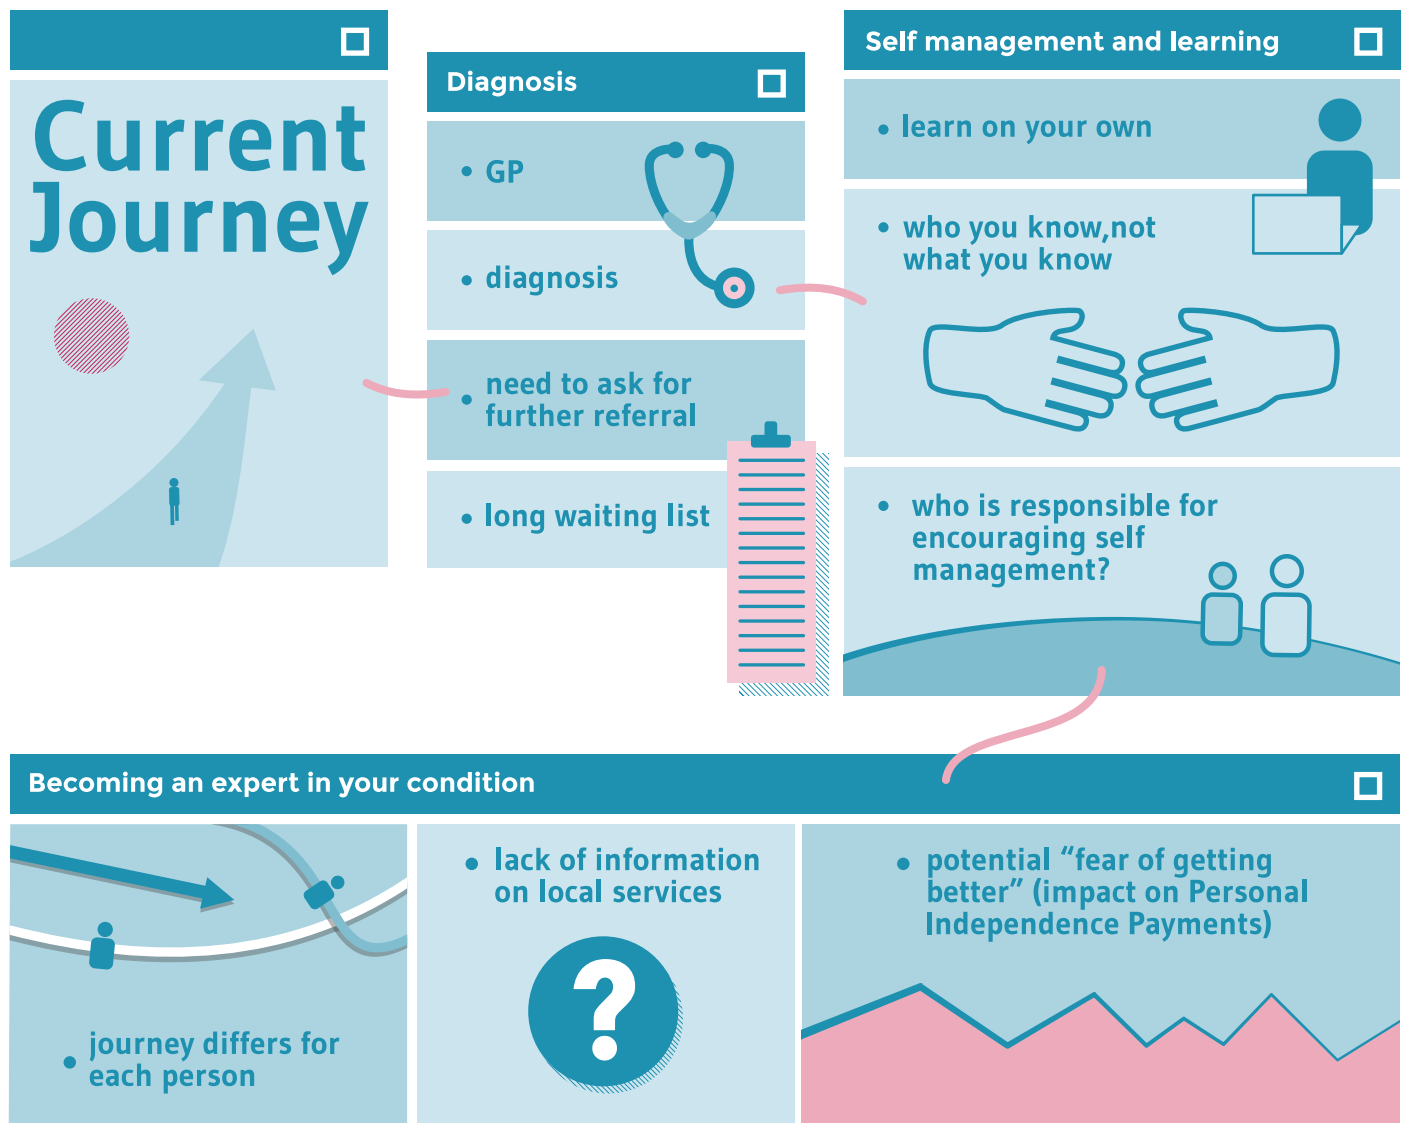 Current
Journey
Diagnosis
• GP
• diagnosis
• need to ask for
further referral
• long waiting list
Self management and learning
• learn on your own
• who you know,not
what you know
• who is responsible for
encouraging self
management?
Becoming an expert in your condition
• journey differs for
each person
• lack of information
on local services
?
• potential “fear of getting
better” (impact on Personal
Independence Payments)